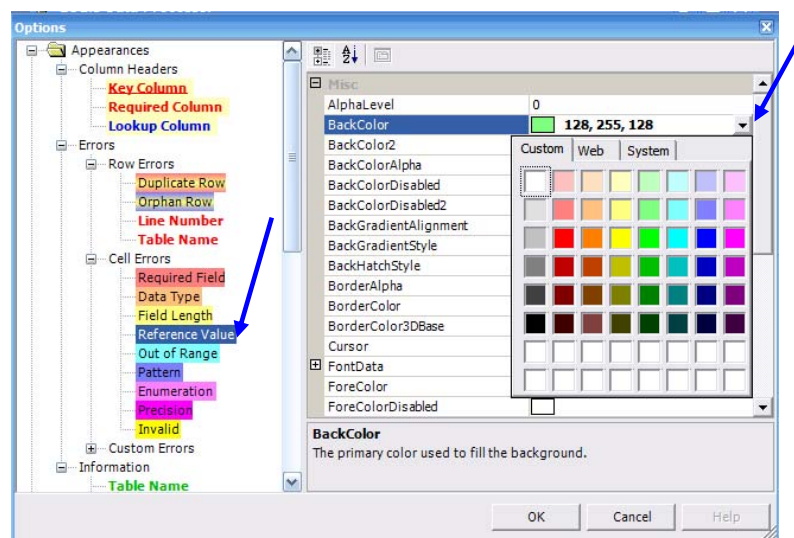 Options
Appearances
Column Headers
Key Column
Required Column
Lookup Column
Errors
Row Errors
Duplicate Row
Orphan Row
Line Number
Table Name
Cell Errors
Required Field
Data Type
Field Length
Reference Value
Out of Range
Pattern
Enumeration
Precision
Invalid
Custom Errors
Information
Table Name
Misc
AlphaLevel 0
BackColor 128, 255, 128
BackColor2
BackColorAlpha
BackColorDisabled
BackColorDisabled2
BackGradientAlignment
BackGradientStyle
BackHatchStyle
BorderAlpha
BorderColor
BorderColor3DBase
Cursor
FontData
ForeColor
ForeColorDisabled
Custom Web System
BackColor
The primary color used to fill the background.
OK Cancel Help